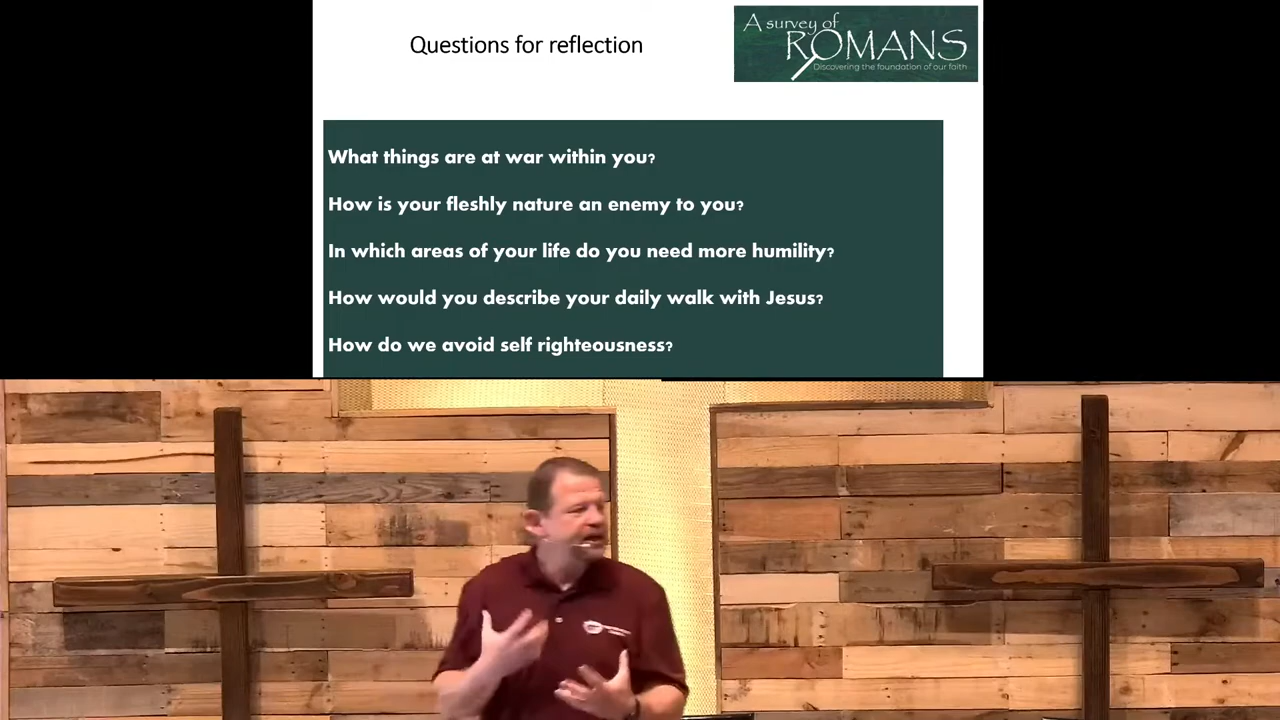 Questions for reflection
A survey of
ROMANS
Discovering the foundation of our faith
What things are at war within you?
How is your fleshly nature an enemy to you?
In which areas of your life do you need more humility?
How would you describe your daily walk with Jesus?
How do we avoid self righteousness?